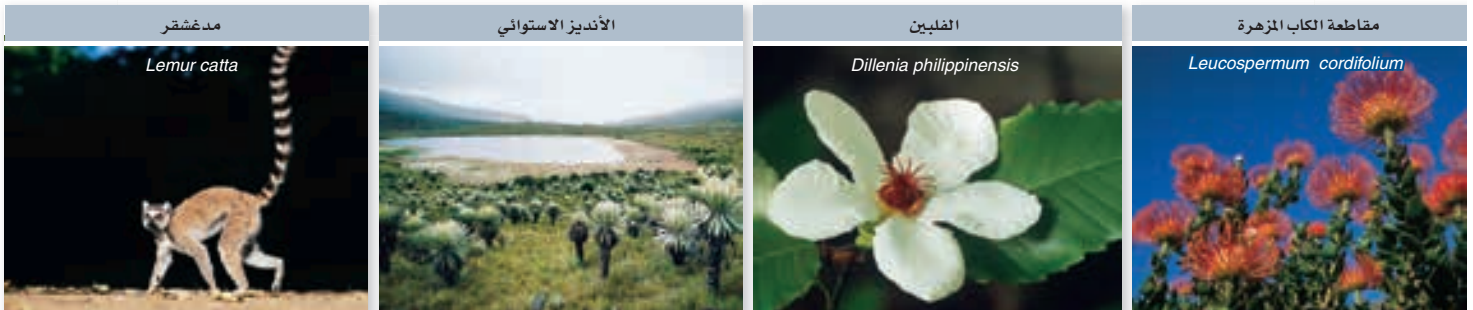 مقاطعة الكاب المزهرة
الفلبين
الأنديز الاستوائي
مدغشقر
Leucospermum cordifolium
Dillenia philippinensis
Lemur catta